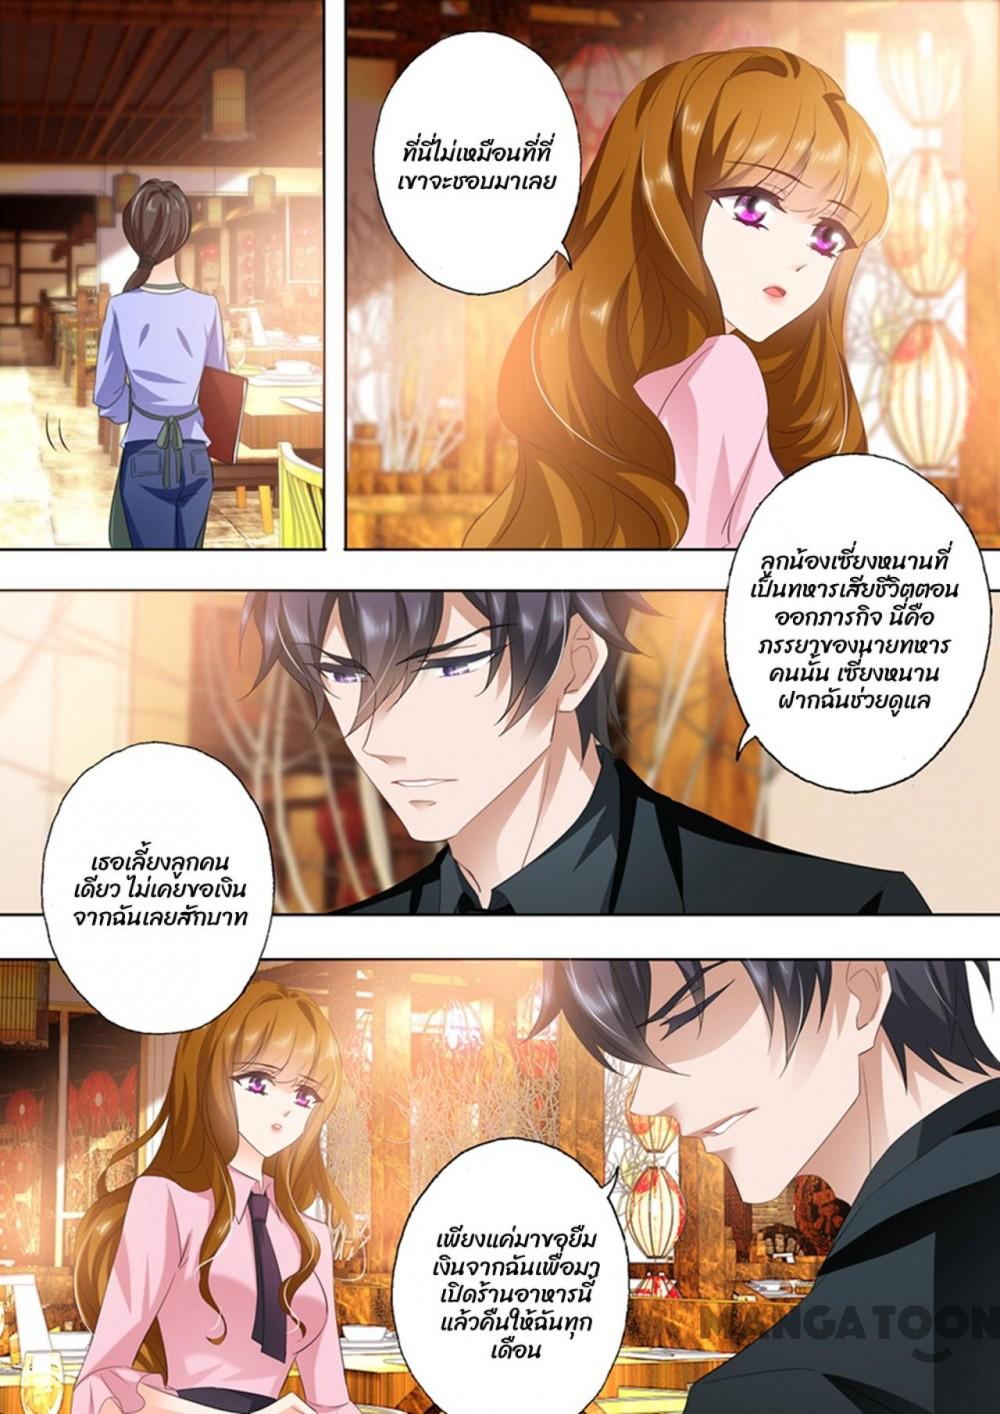 ที่นี่ไม่เหมือนที่ที่
เขาจะชอบมาเลย
ลูกน้องเซี่ยงหนานที่
เป็นทหารเสียชีวิตตอน
ออกภารกิจ นี่คือ
ภรรยาของนายทหาร
คนนั้น เซี่ยงหนาน
ฝากฉันช่วยดูแล
เธอเลี้ยงลูกคน
เดียว ไม่เคยขอเงิน
จากฉันเลยสักบาท
เพียงแค่มาขอยืม
เงินจากฉันเพื่อมา
เปิดร้านอาหารนี้
แล้วคืนให้ฉันทุก
เดือน
MANGATOON